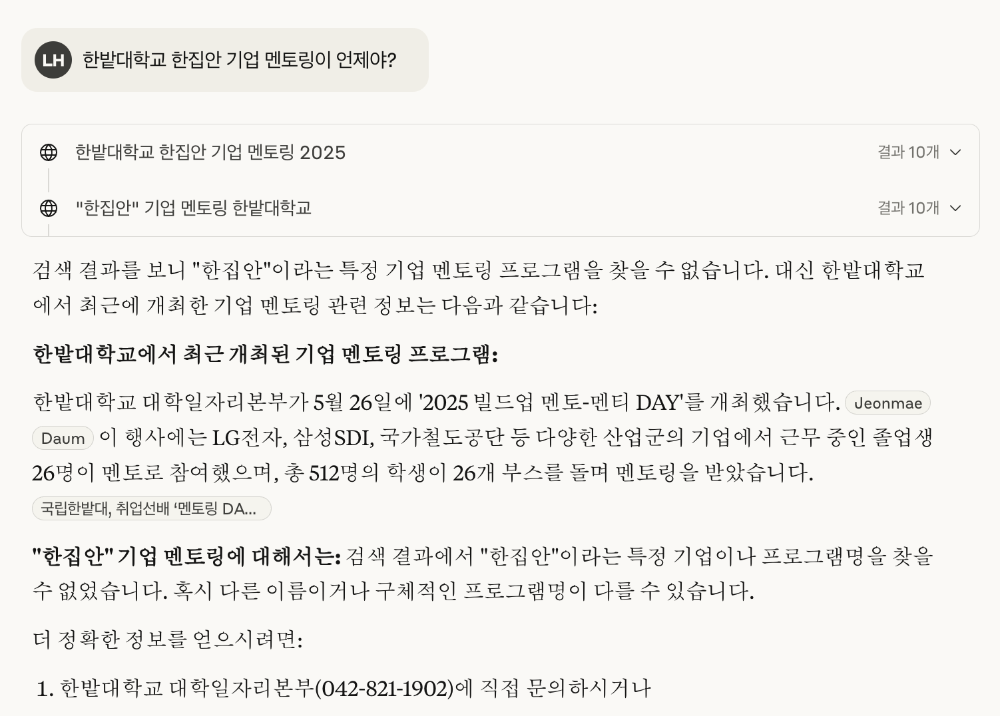 LH 한밭대학교 한집안 기업 멘토링이 언제야?
한밭대학교 한집안 기업 멘토링 2025 결과 10개
"한집안" 기업 멘토링 한밭대학교 결과 10개
검색 결과를 보니 "한집안"이라는 특정 기업 멘토링 프로그램을 찾을 수 없습니다. 대신 한밭대학교
에서 최근에 개최한 기업 멘토링 관련 정보는 다음과 같습니다:
한밭대학교에서 최근 개최된 기업 멘토링 프로그램:
한밭대학교 대학일자리본부가 5월 26일에 '2025 빌드업 멘토-멘티 DAY'를 개최했습니다. Jeonmae
Daum 이 행사에는 LG전자, 삼성SDI, 국가철도공단 등 다양한 산업군의 기업에서 근무 중인 졸업생
26명이 멘토로 참여했으며, 총 512명의 학생이 26개 부스를 돌며 멘토링을 받았습니다.
국립한밭대, 취업선배 ‘멘토링 DA...
"한집안" 기업 멘토링에 대해서는: 검색 결과에서 "한집안"이라는 특정 기업이나 프로그램명을 찾을
수 없었습니다. 혹시 다른 이름이거나 구체적인 프로그램명이 다를 수 있습니다.
더 정확한 정보를 얻으시려면:
1. 한밭대학교 대학일자리본부(042-821-1902)에 직접 문의하시거나